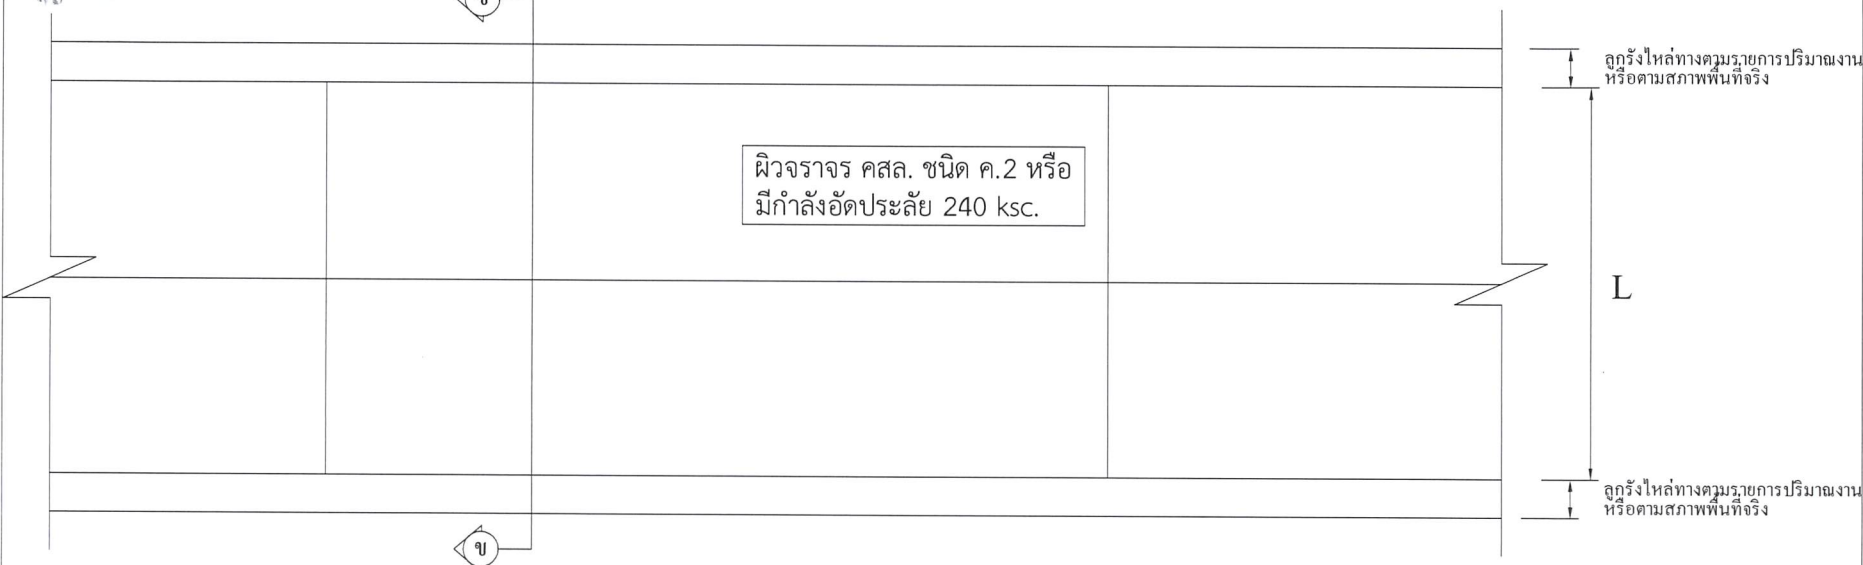 ข
ลูกรังไหล่ทางตามรายการปริมาณงาน
หรือตามสภาพพื้นที่จริง
ผิวจราจร คสล. ชนิด ค.2 หรือ
มีกำลังอัดประลัย 240 ksc.
L
ลูกรังไหล่ทางตามรายการปริมาณงาน
หรือตามสภาพพื้นที่จริง
ข